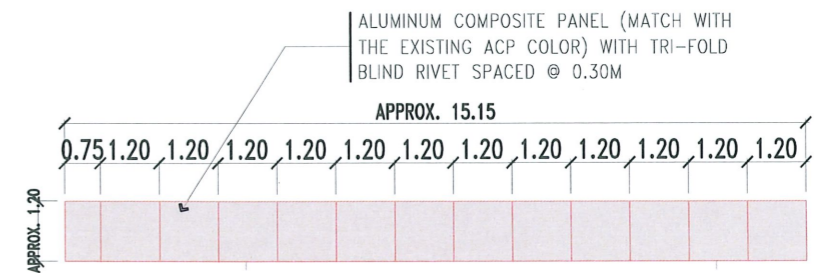 ALUMINUM COMPOSITE PANEL (MATCH WITH
THE EXISTING ACP COLOR) WITH TRI-FOLD
BLIND RIVET SPACED @ 0.30M
APPROX. 15.15
0.75 1.20 1.20 1.20 1.20 1.20 1.20 1.20 1.20 1.20 1.20 1.20 1.20
APPROX. 1.20